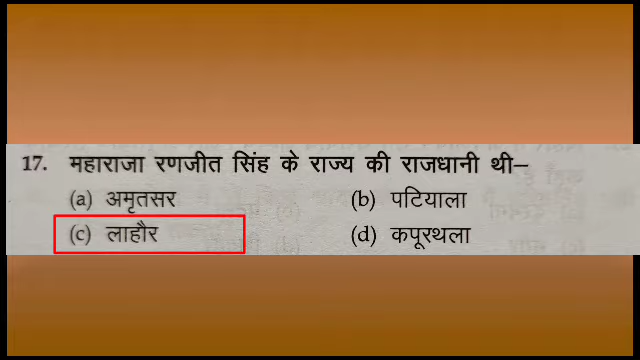 17. महाराजा रणजीत सिंह के राज्य की राजधानी थी–
(a) अमृतसर (b) पटियाला
(c) लाहौर (d) कपूरथला